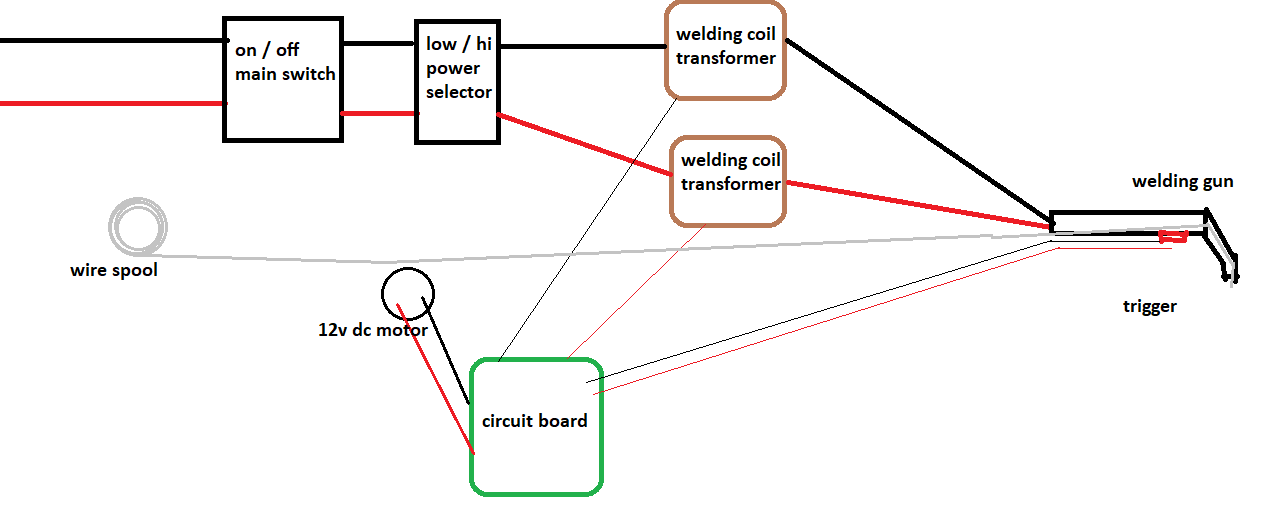 on / off
main switch
low / hi
power
selector
welding coil
transformer
welding coil
transformer
welding gun
wire spool
12v dc motor
trigger
circuit board